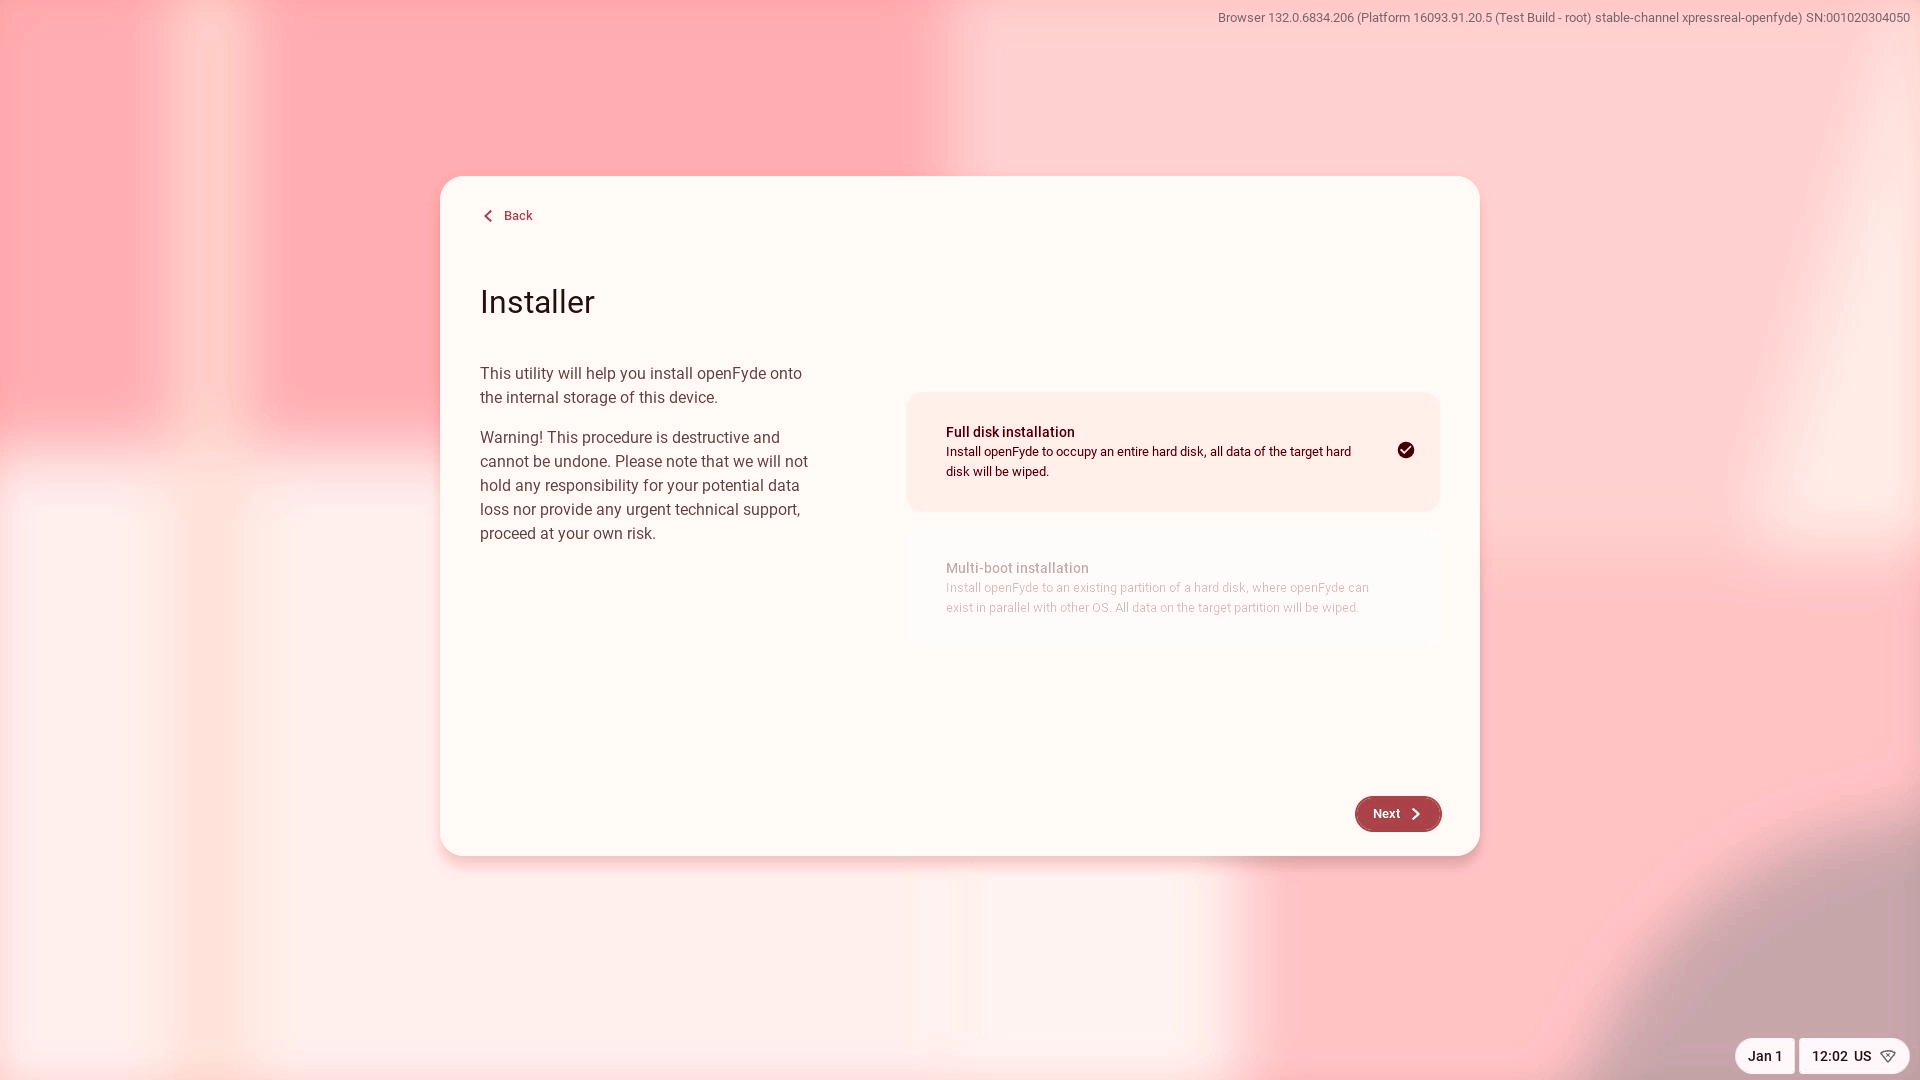 Browser 132.0.6834.206 (Platform 16093.91.20.5 (Test Build - root) stable-channel xpressreal-openfyde) SN:001020304050
Back
Installer
This utility will help you install openFyde onto
the internal storage of this device.
Warning! This procedure is destructive and
cannot be undone. Please note that we will not
hold any responsibility for your potential data
loss nor provide any urgent technical support,
proceed at your own risk.
Full disk installation
Install openFyde to occupy an entire hard disk, all data of the target hard
disk will be wiped.
Multi-boot installation
Install openFyde to an existing partition of a hard disk, where openFyde can
exist in parallel with other OS. All data on the target partition will be wiped.
Next
Jan 1
12:02 US